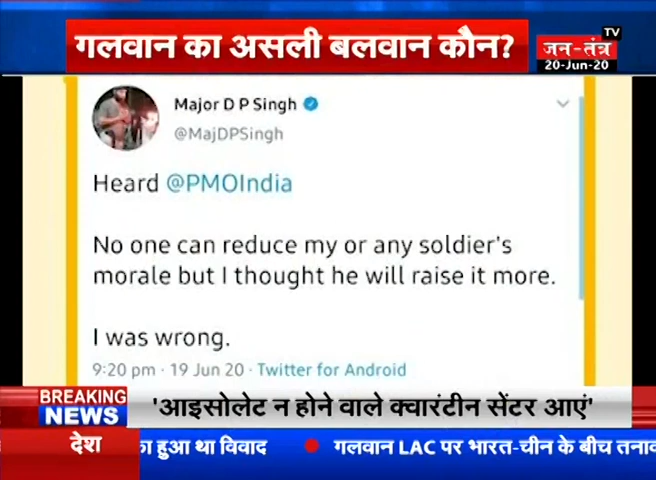 गलवान का असली बलवान कौन?
जन-तंत्र TV
20-Jun-20
Major D P Singh
@MajDPSingh
Heard @PMOIndia
No one can reduce my or any soldier's
morale but I thought he will raise it more.
I was wrong.
9:20 pm · 19 Jun 20 · Twitter for Android
BREAKING
NEWS
'आइसोलेट न होने वाले क्वारंटीन सेंटर आएं'
देश
का हुआ था विवाद • गलवान LAC पर भारत-चीन के बीच तनाव